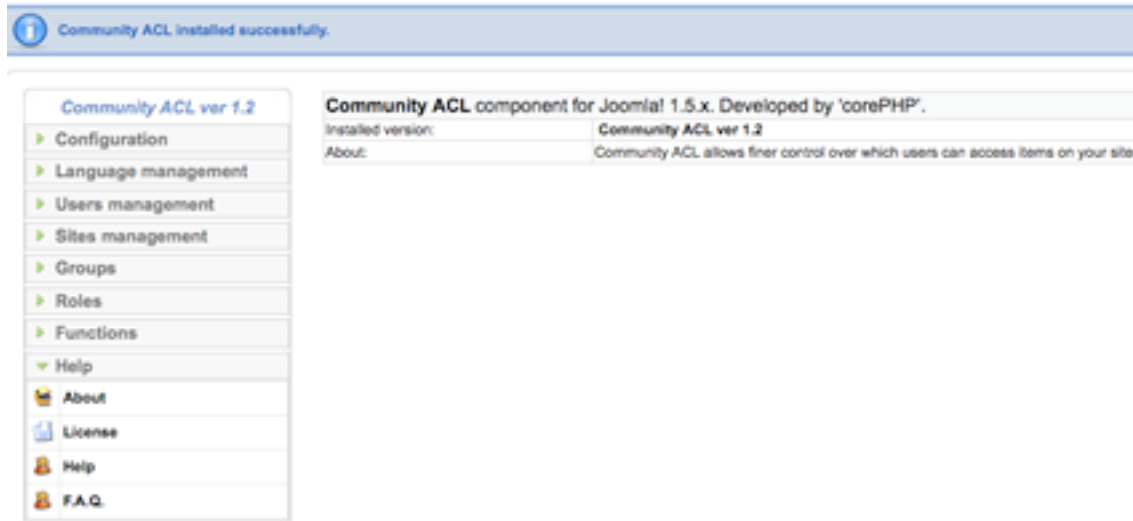 Community ACL installed successfully.
Community ACL ver 1.2
Configuration
Language management
Users management
Sites management
Groups
Roles
Functions
Help
About
License
Help
F.A.Q.
Community ACL component for Joomla! 1.5.x. Developed by 'corePHP'.
Installed version: Community ACL ver 1.2
About: Community ACL allows finer control over which users can access items on your site